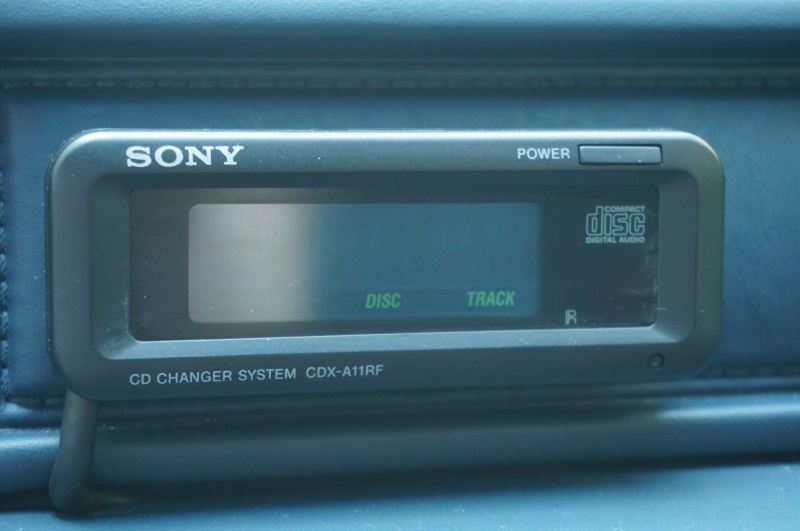 SONY
POWER
COMPACT
disc
DIGITAL AUDIO
DISC TRACK
R
CD CHANGER SYSTEM CDX-A11RF